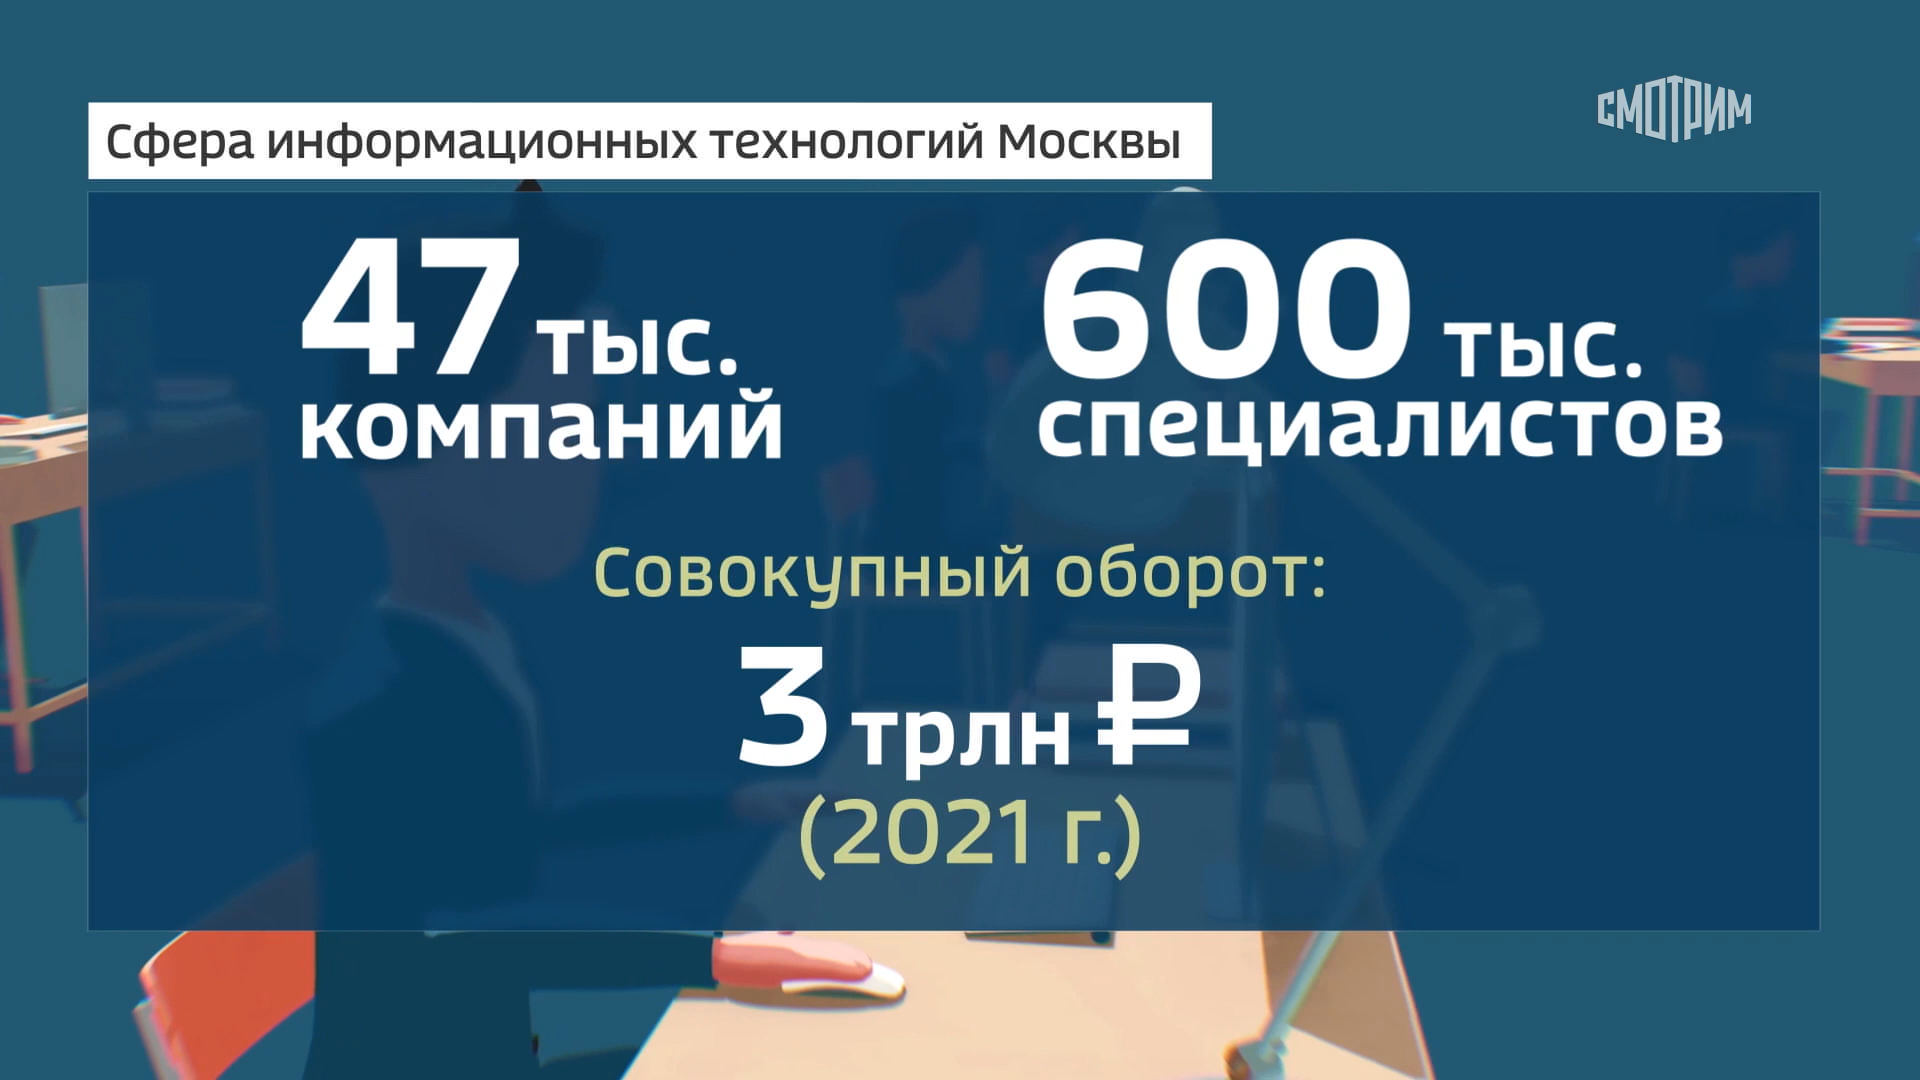 СМОТРИМ
Сфера информационных технологий Москвы
47 тыс.
компаний
600 тыс.
специалистов
Совокупный оборот:
3 трлн ₽
(2021 г.)